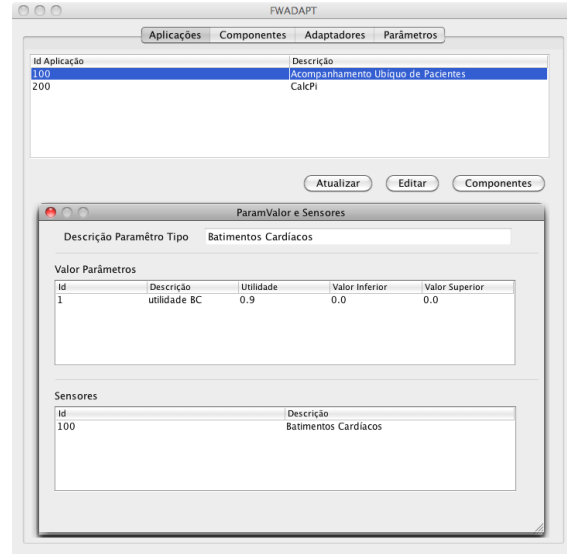 FWADAPT
Aplicações Componentes Adaptadores Parâmetros
Id Aplicação Descrição
100 Acompanhamento Ubíquo de Pacientes
200 CalcPi
Atualizar Editar Componentes
ParamValor e Sensores
Descrição Paramêtro Tipo Batimentos Cardíacos
Valor Parâmetros
Id Descrição Utilidade Valor Inferior Valor Superior
1 utilidade BC 0.9 0.0 0.0
Sensores
Id Descrição
100 Batimentos Cardíacos